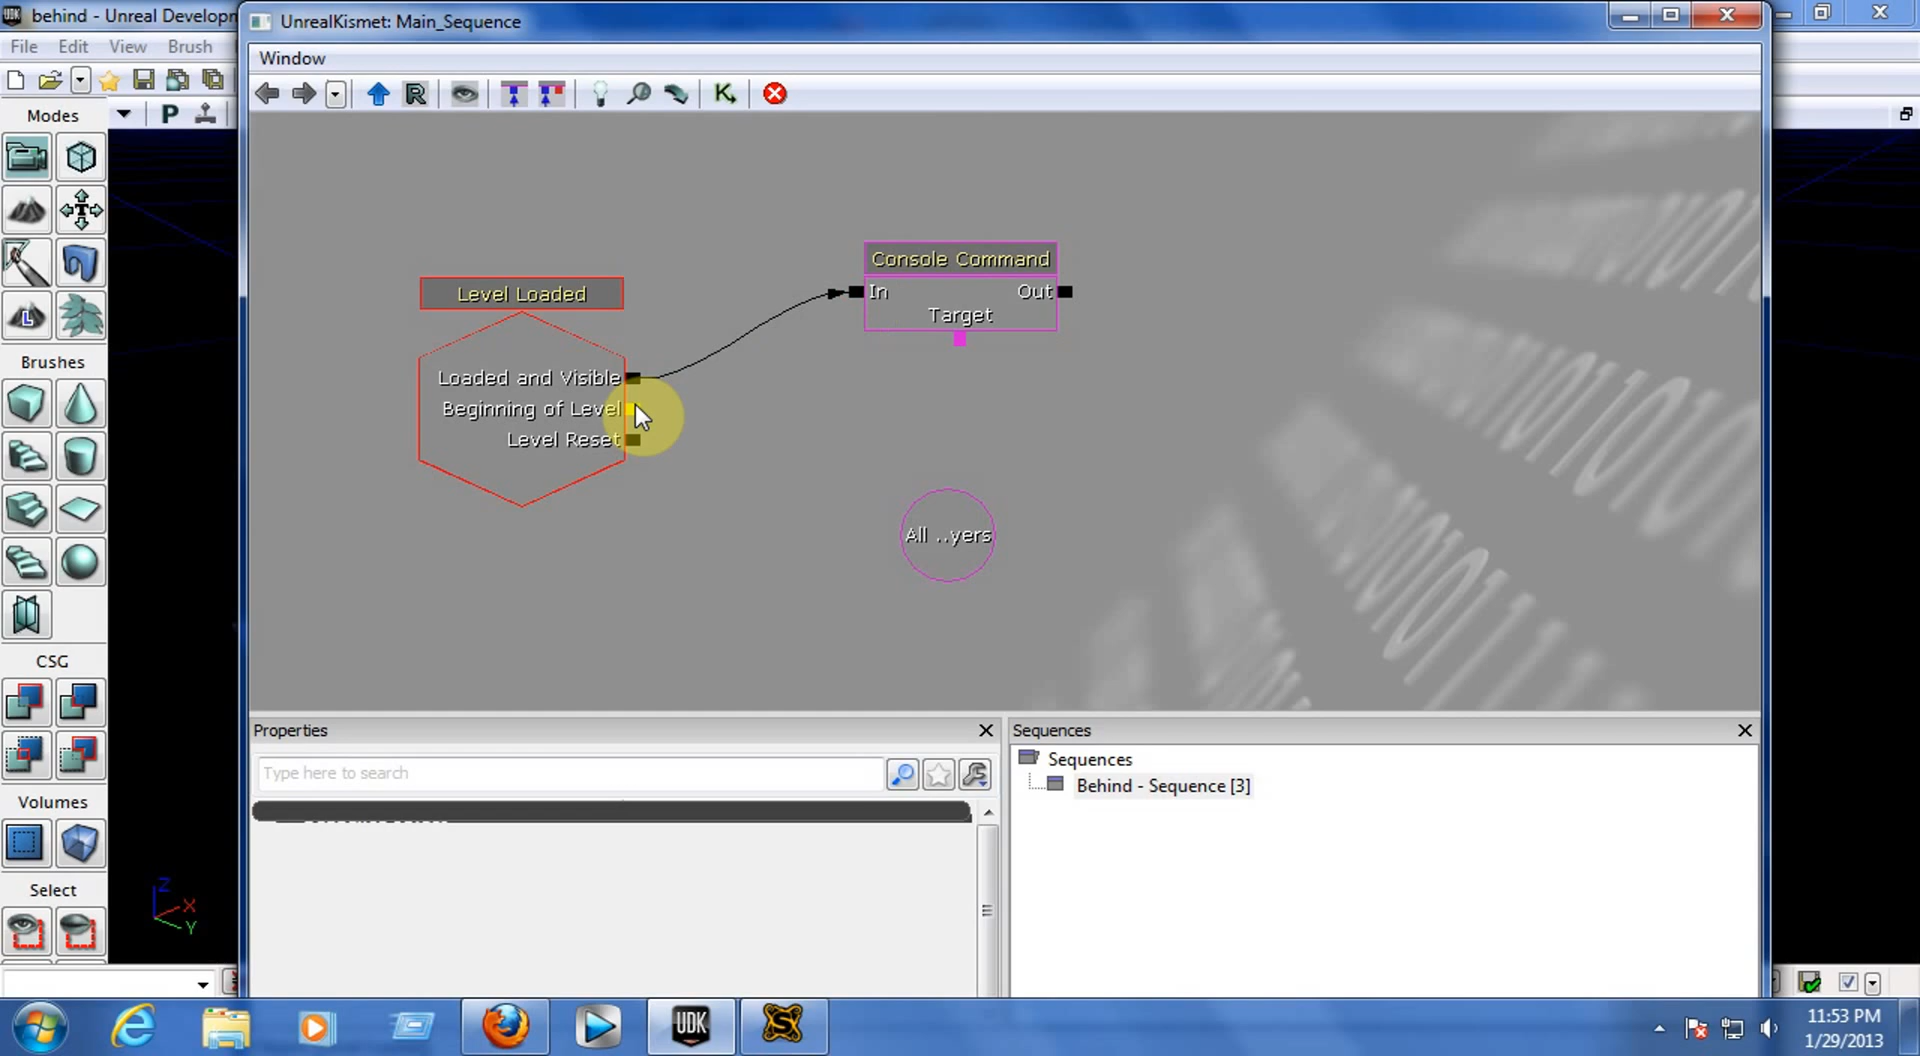 behind - Unreal Developm
UnrealKismet: Main_Sequence
File Edit View Brush
Window
R
K
Modes
P
Console Command
In
Out
Target
Level Loaded
Loaded and Visible
Beginning of Level
Level Reset
All ..yers
L
Brushes
CSG
Volumes
Select
Z
X
Y
Properties
Type here to search
Sequences
Sequences
Behind - Sequence [3]
UDK
11:53 PM
1/29/2013